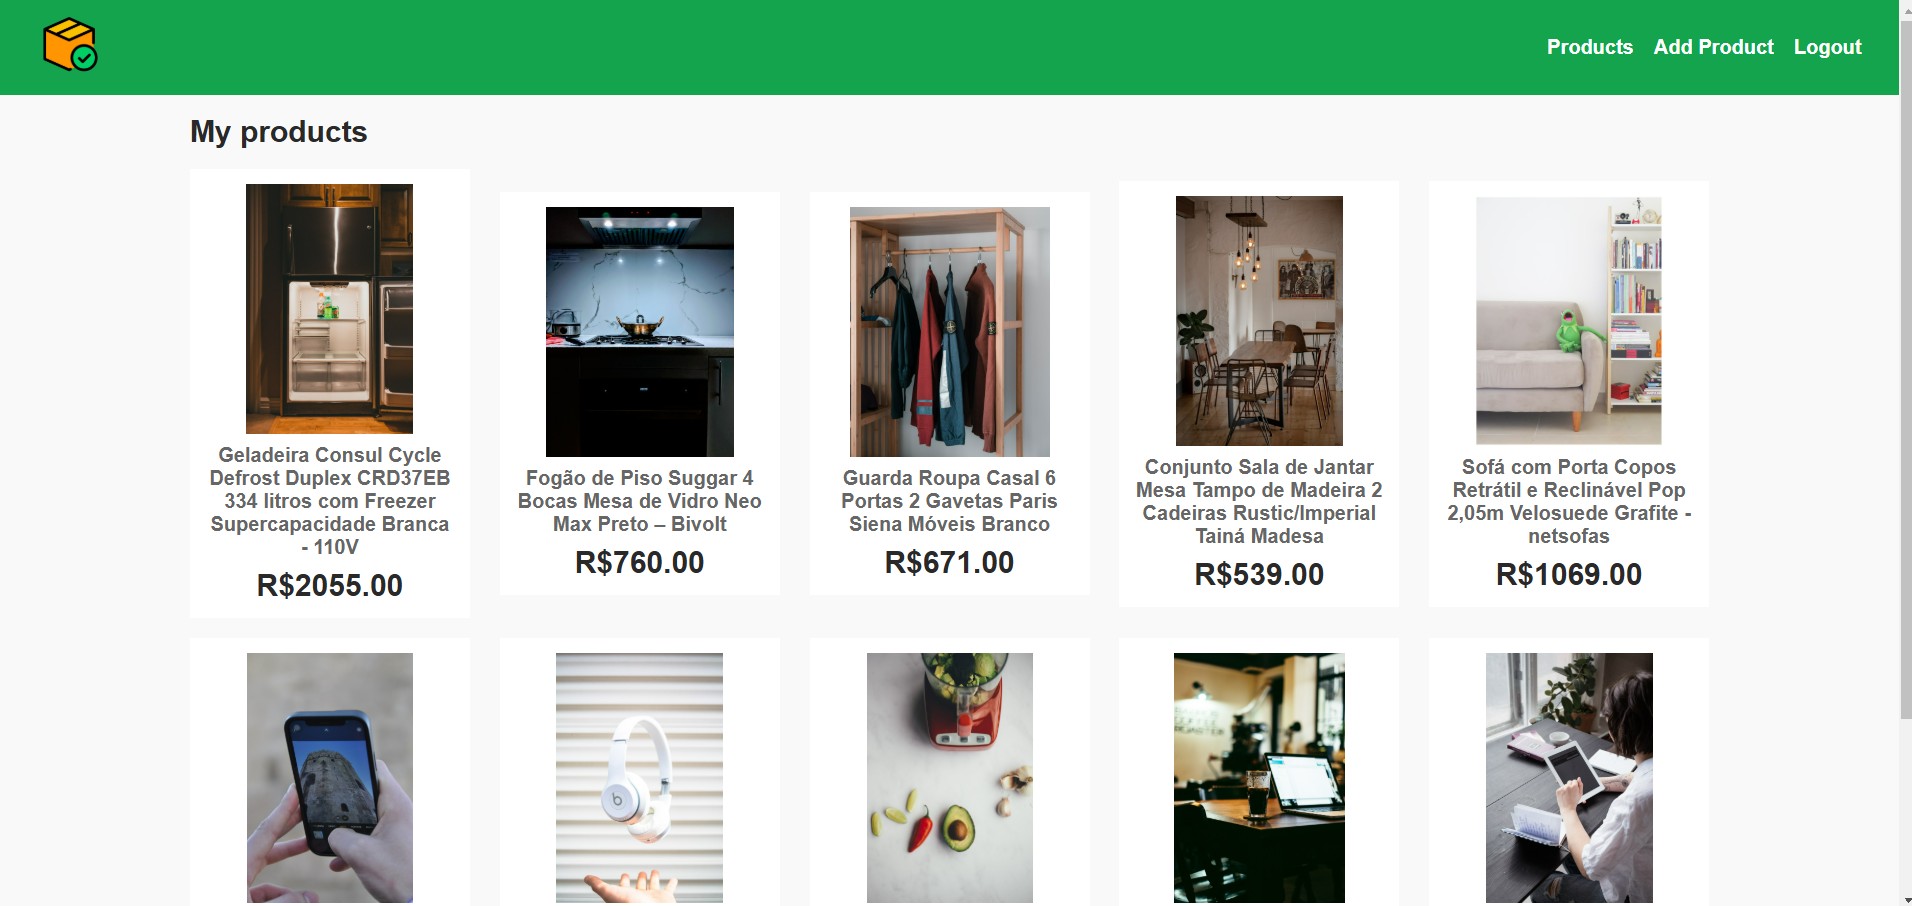 Products Add Product Logout
My products
Geladeira Consul Cycle
Defrost Duplex CRD37EB
334 litros com Freezer
Supercapacidade Branca
- 110V
R$2055.00
Fogão de Piso Suggar 4
Bocas Mesa de Vidro Neo
Max Preto – Bivolt
R$760.00
Guarda Roupa Casal 6
Portas 2 Gavetas Paris
Siena Móveis Branco
R$671.00
Conjunto Sala de Jantar
Mesa Tampo de Madeira 2
Cadeiras Rustic/Imperial
Tainá Madesa
R$539.00
Sofá com Porta Copos
Retrátil e Reclinável Pop
2,05m Velosuede Grafite -
netsofas
R$1069.00
b